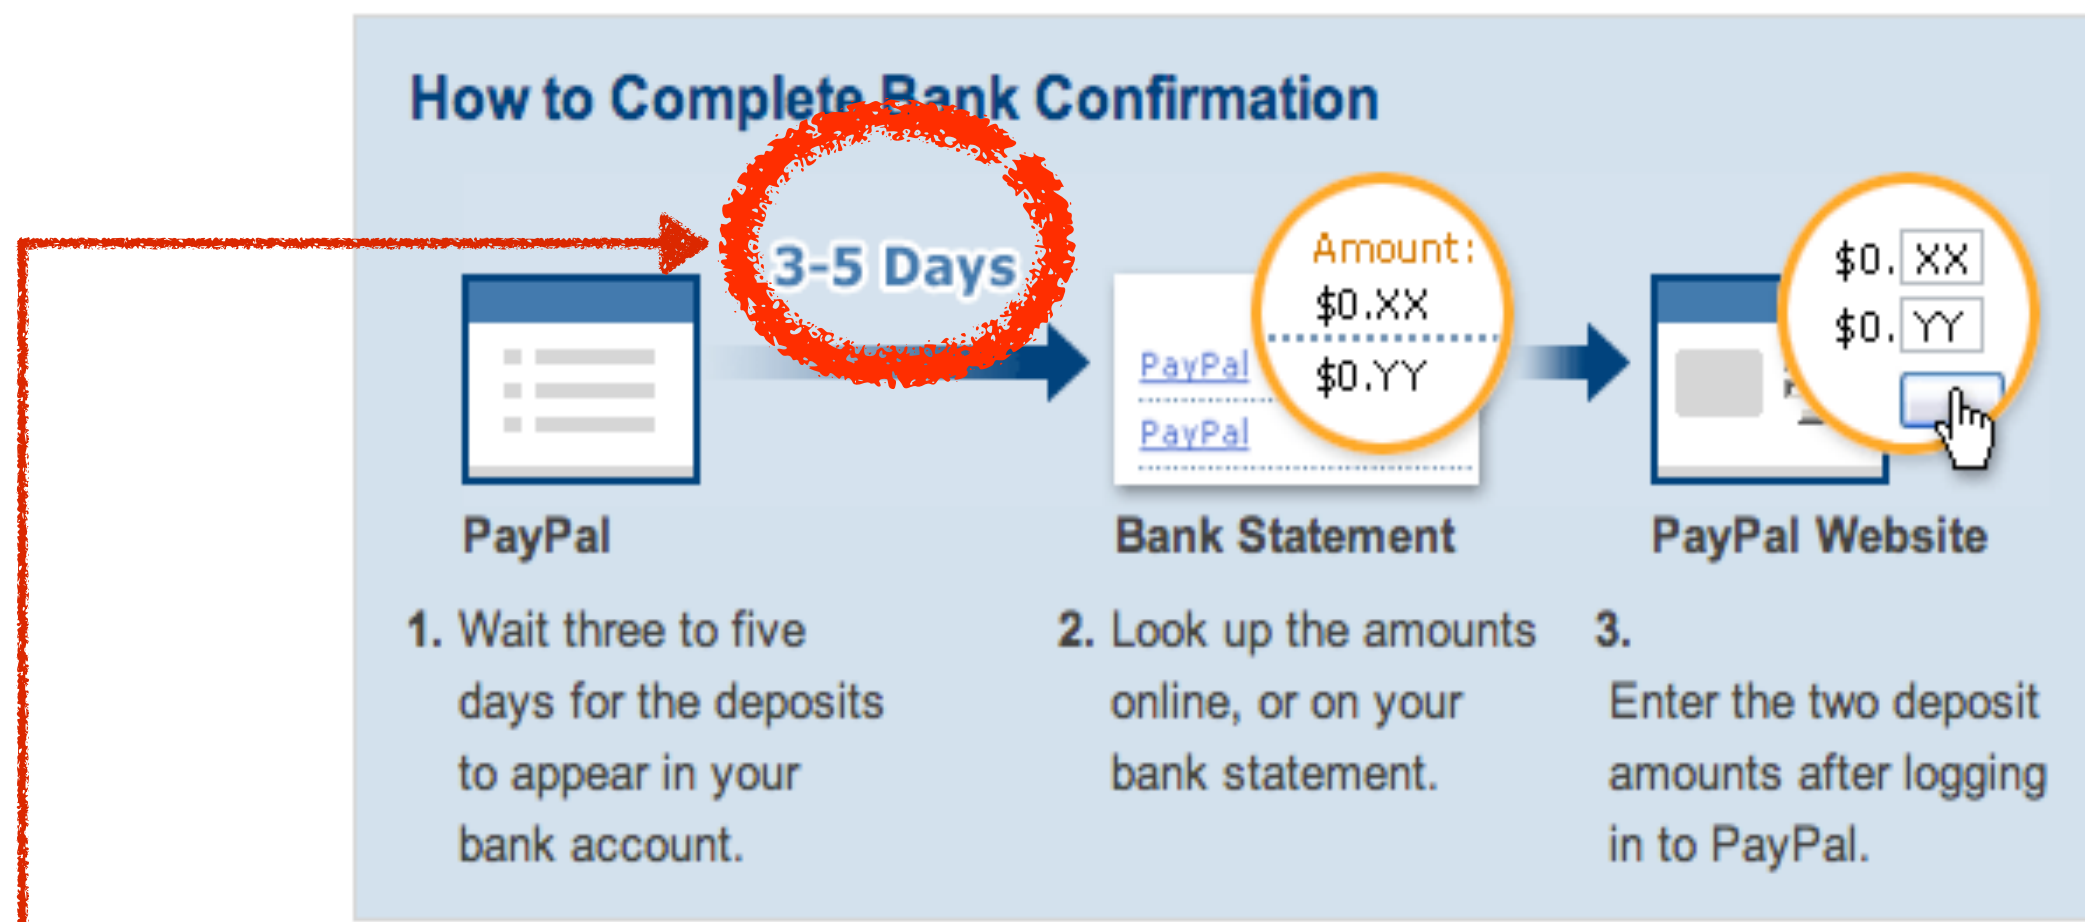 How to Complete Bank Confirmation
3-5 Days
Amount:
$0.XX
$0.YY
PayPal
PayPal
$0. XX
$0. YY
PayPal
Bank Statement
PayPal Website
1. Wait three to five
days for the deposits
to appear in your
bank account.
2. Look up the amounts
online, or on your
bank statement.
3.
Enter the two deposit
amounts after logging
in to PayPal.